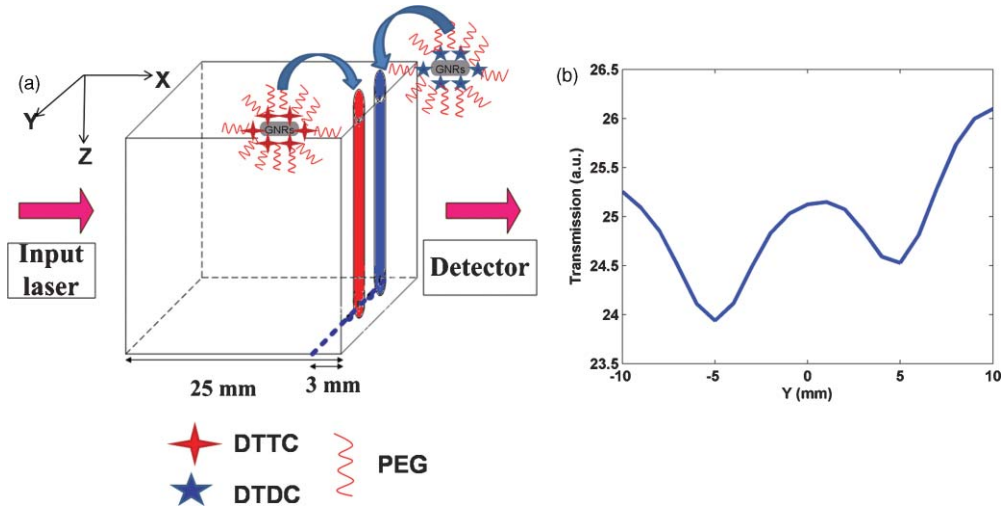 (a)
X
Y
Z
GNRs
GNRs
Input
laser
Detector
25 mm
3 mm
DTTC
DTDC
PEG
(b)
26.5
26
25.5
25
24.5
24
23.5
Transmission (a.u.)
-10
-5
0
5
10
Y (mm)